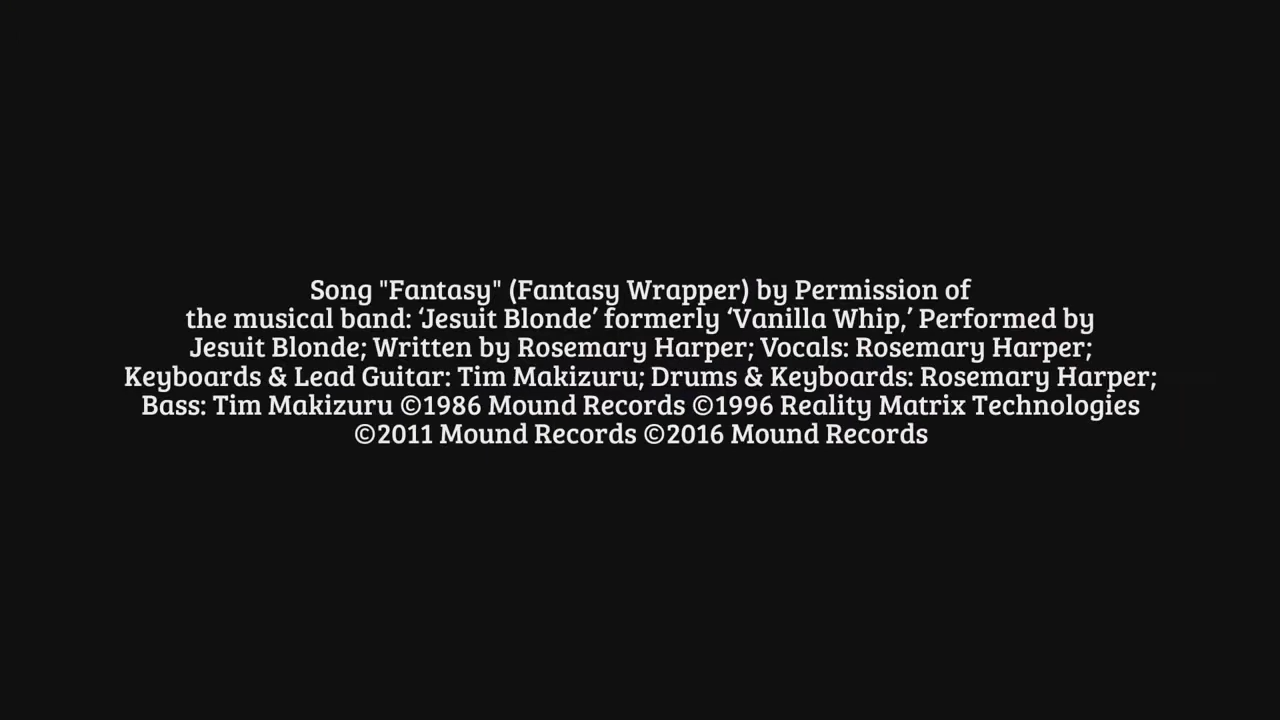 Song "Fantasy" (Fantasy Wrapper) by Permission of
the musical band: ‘Jesuit Blonde’ formerly ‘Vanilla Whip,’ Performed by
Jesuit Blonde; Written by Rosemary Harper; Vocals: Rosemary Harper;
Keyboards & Lead Guitar: Tim Makizuru; Drums & Keyboards: Rosemary Harper;
Bass: Tim Makizuru ©1986 Mound Records ©1996 Reality Matrix Technologies
©2011 Mound Records ©2016 Mound Records